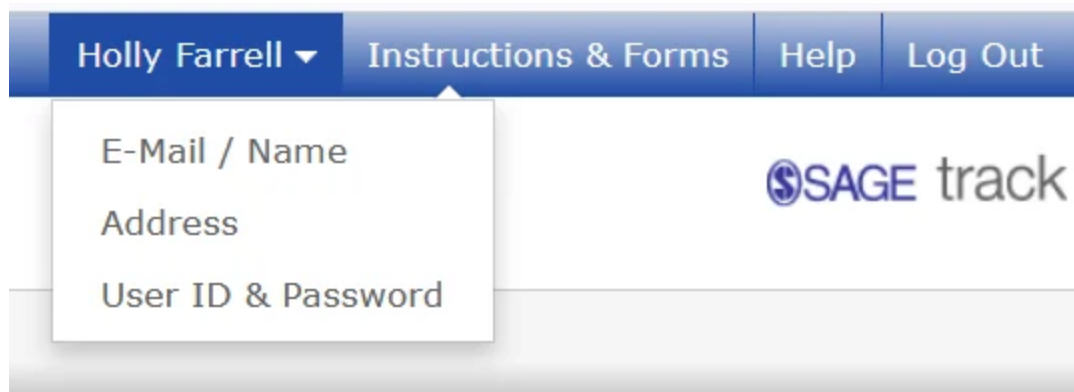 Holly Farrell Instructions & Forms Help Log Out
E-Mail / Name
SAGE track
Address
User ID & Password